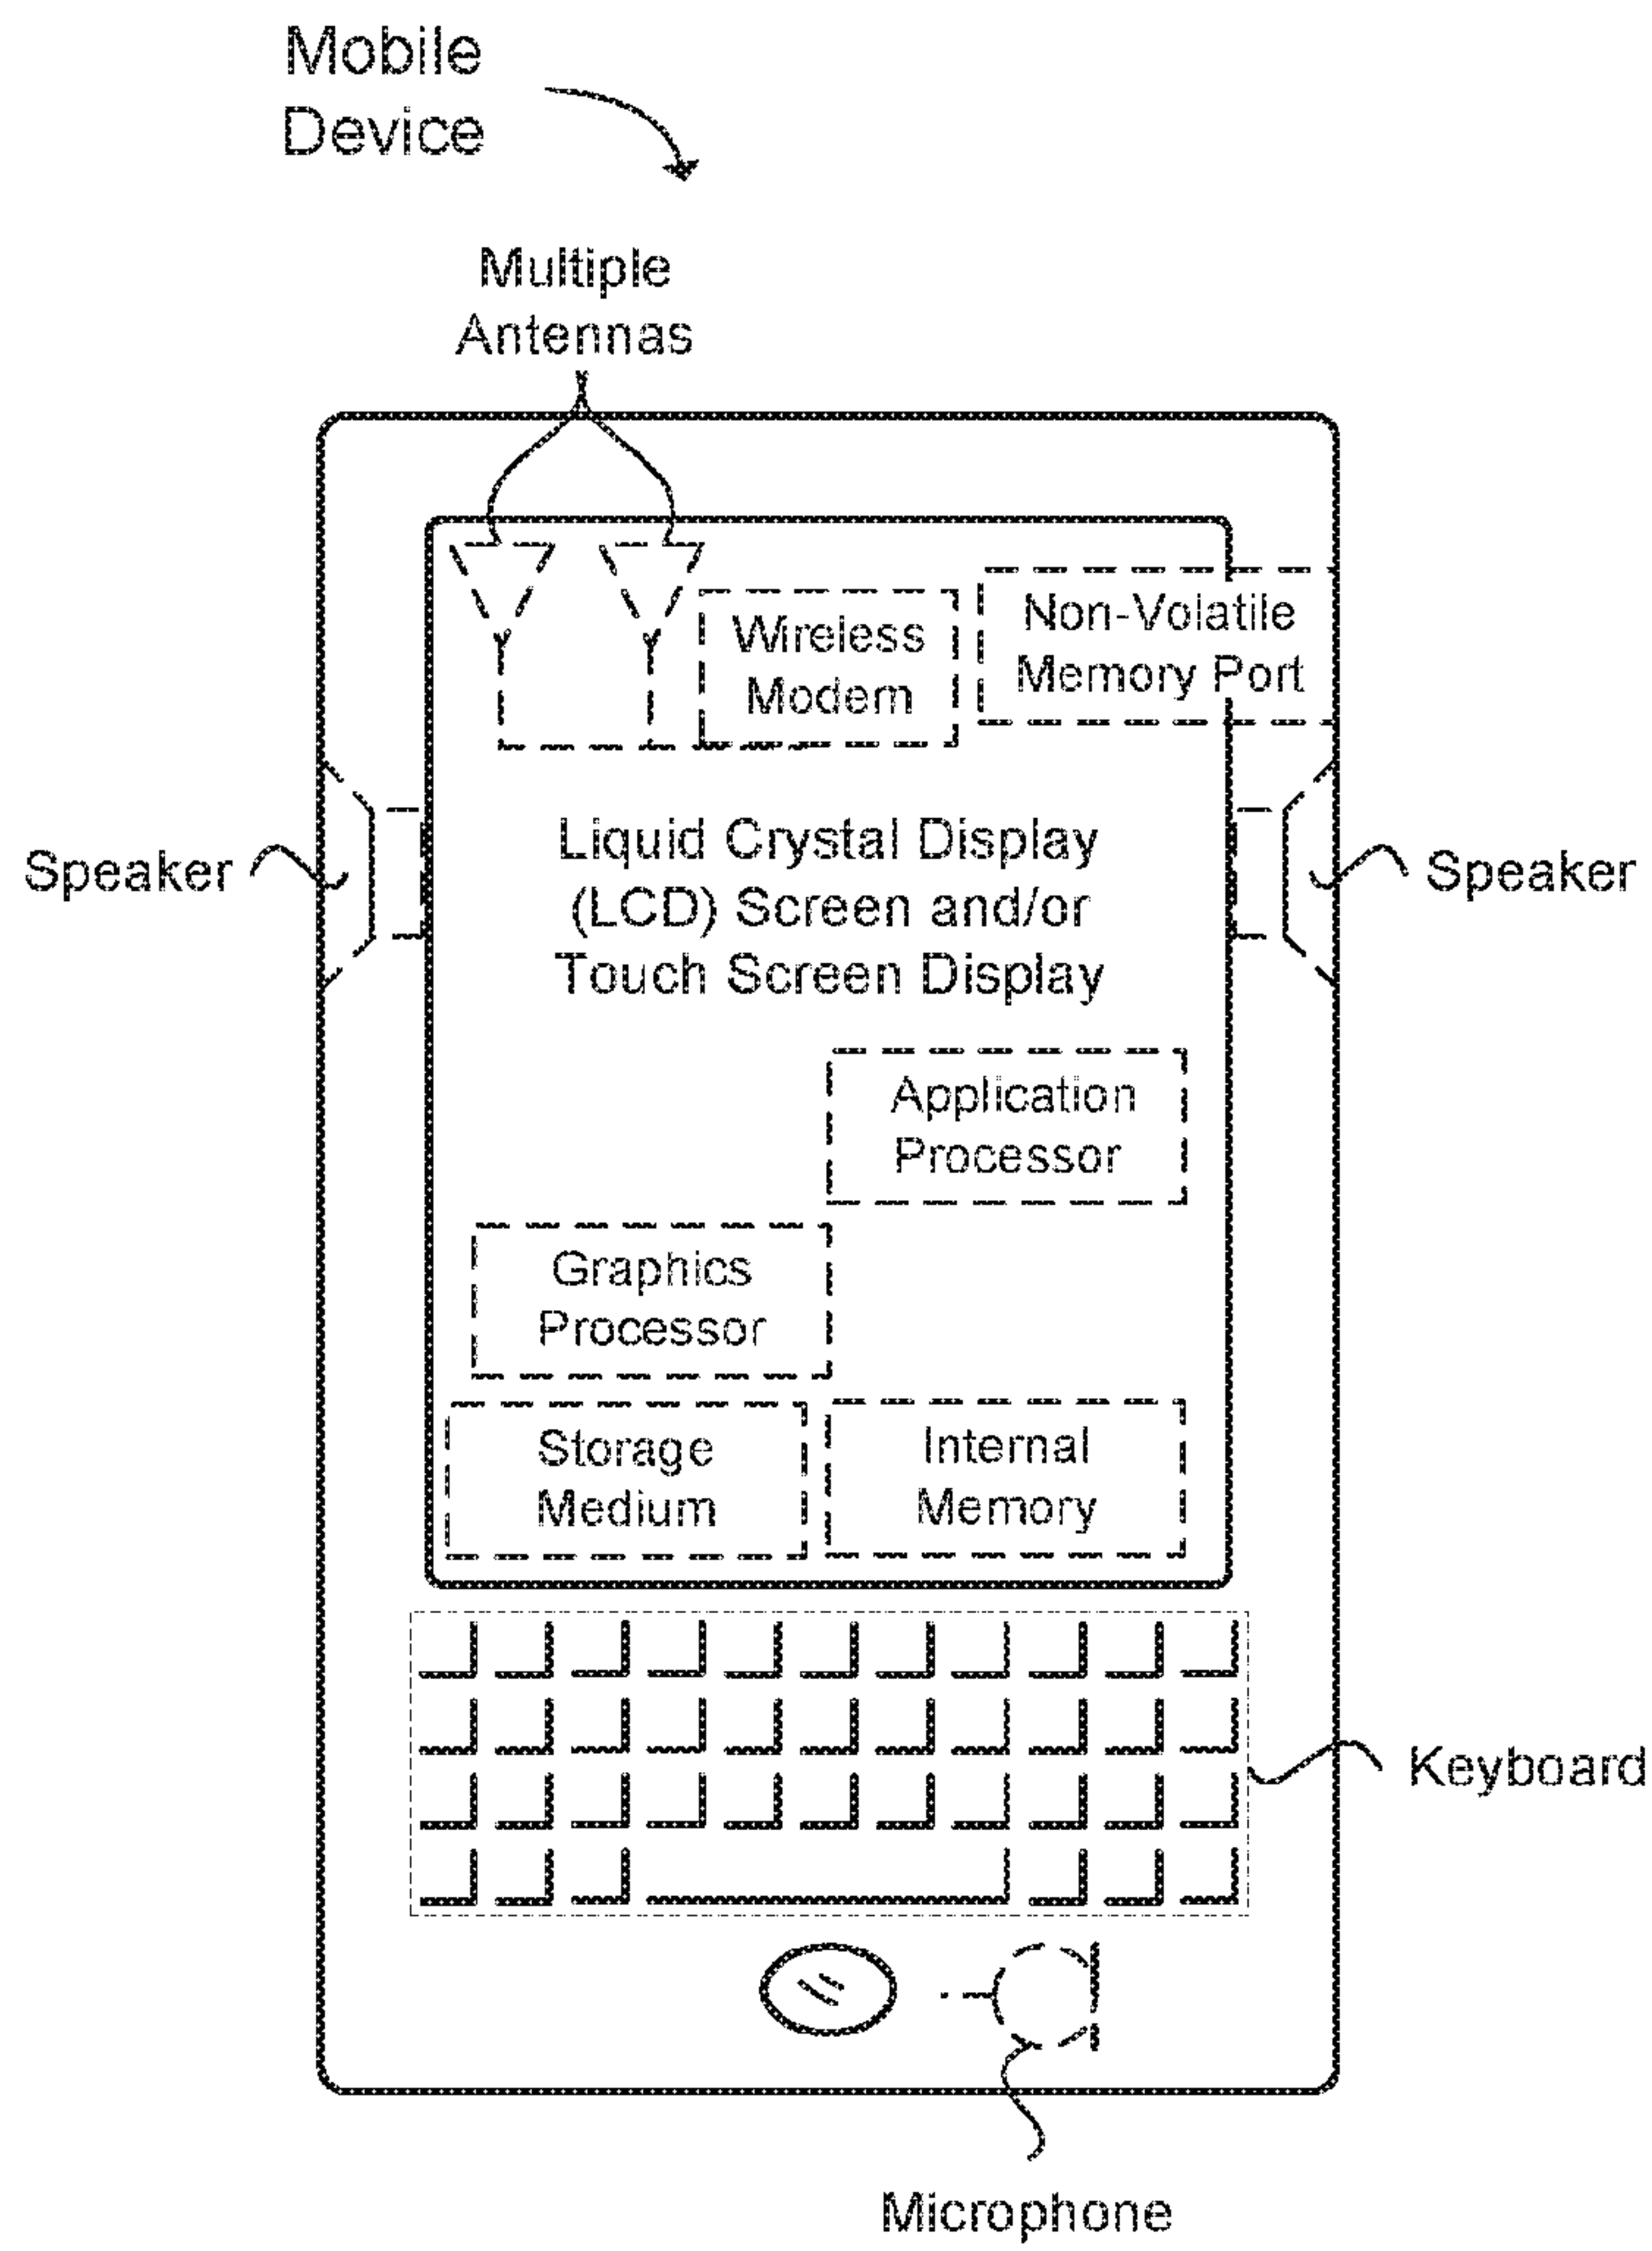 Mobile
Device
Multiple
Antennas
Wireless
Modem
Non-Volatile
Memory Port
Speaker
Liquid Crystal Display
(LCD) Screen and/or
Touch Screen Display
Speaker
Application
Processor
Graphics
Processor
Storage
Medium
Internal
Memory
Keyboard
Microphone